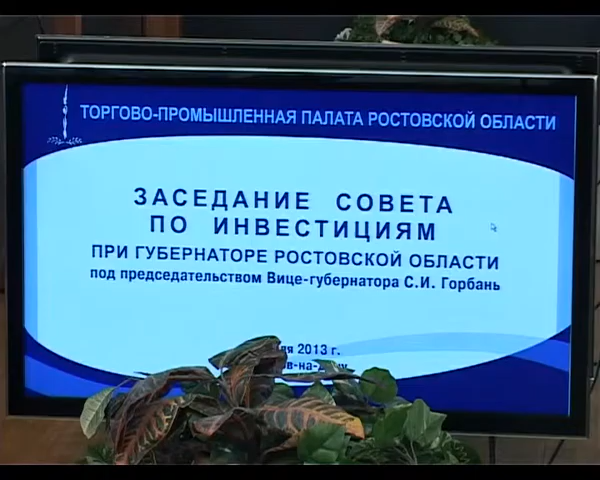 ТОРГОВО-ПРОМЫШЛЕННАЯ ПАЛАТА РОСТОВСКОЙ ОБЛАСТИ
ЗАСЕДАНИЕ СОВЕТА
ПО ИНВЕСТИЦИЯМ
ПРИ ГУБЕРНАТОРЕ РОСТОВСКОЙ ОБЛАСТИ
под председательством Вице-губернатора С.И. Горбань
2013 г.